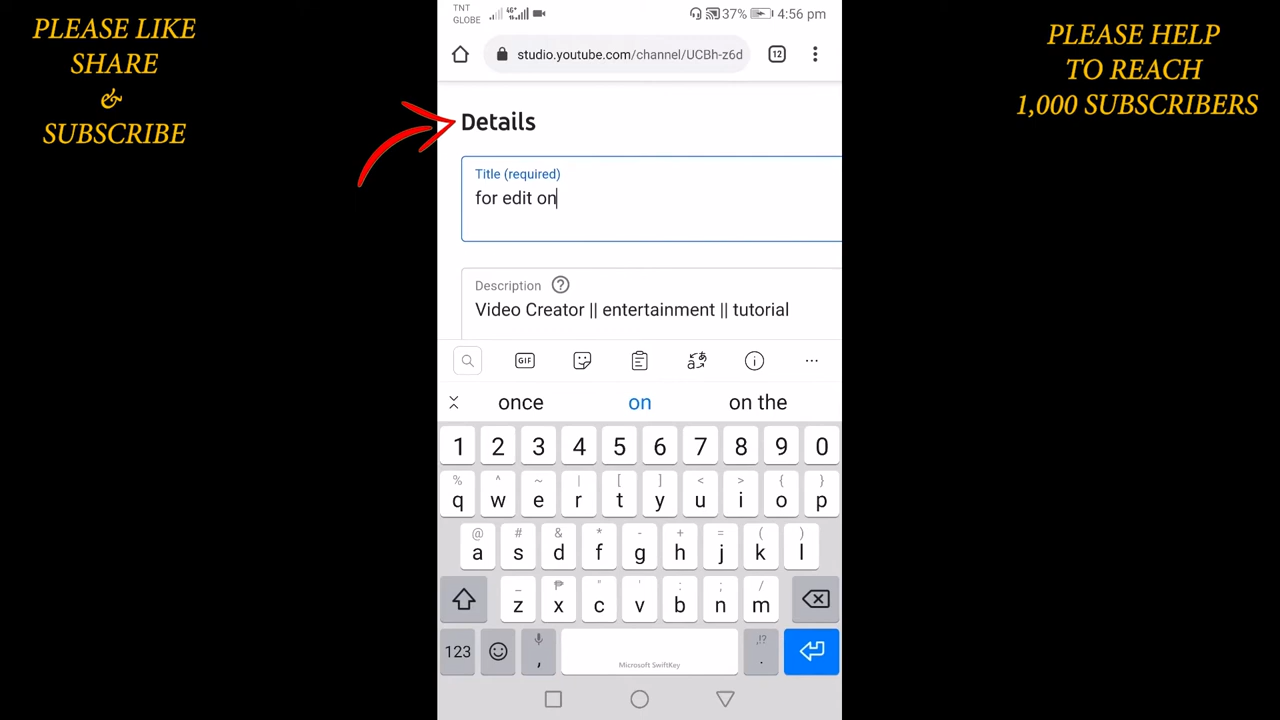 PLEASE LIKE
SHARE
&
SUBSCRIBE
PLEASE HELP
TO REACH
1,000 SUBSCRIBERS
TNT
GLOBE
4G+
37%
4:56 pm
studio.youtube.com/channel/UCBh-z6d
12
Details
Title (required)
for edit on
Description ?
Video Creator || entertainment || tutorial
GIF
once on on the
1 2 3 4 5 6 7 8 9 0
% ^ ~ | [ ] < > { }
q w e r t y u i o p
@ # & * - + = ( )
a s d f g h j k l
_ ₱ " ' : ; /
z x c v b n m
123 , !? .
Microsoft SwiftKey